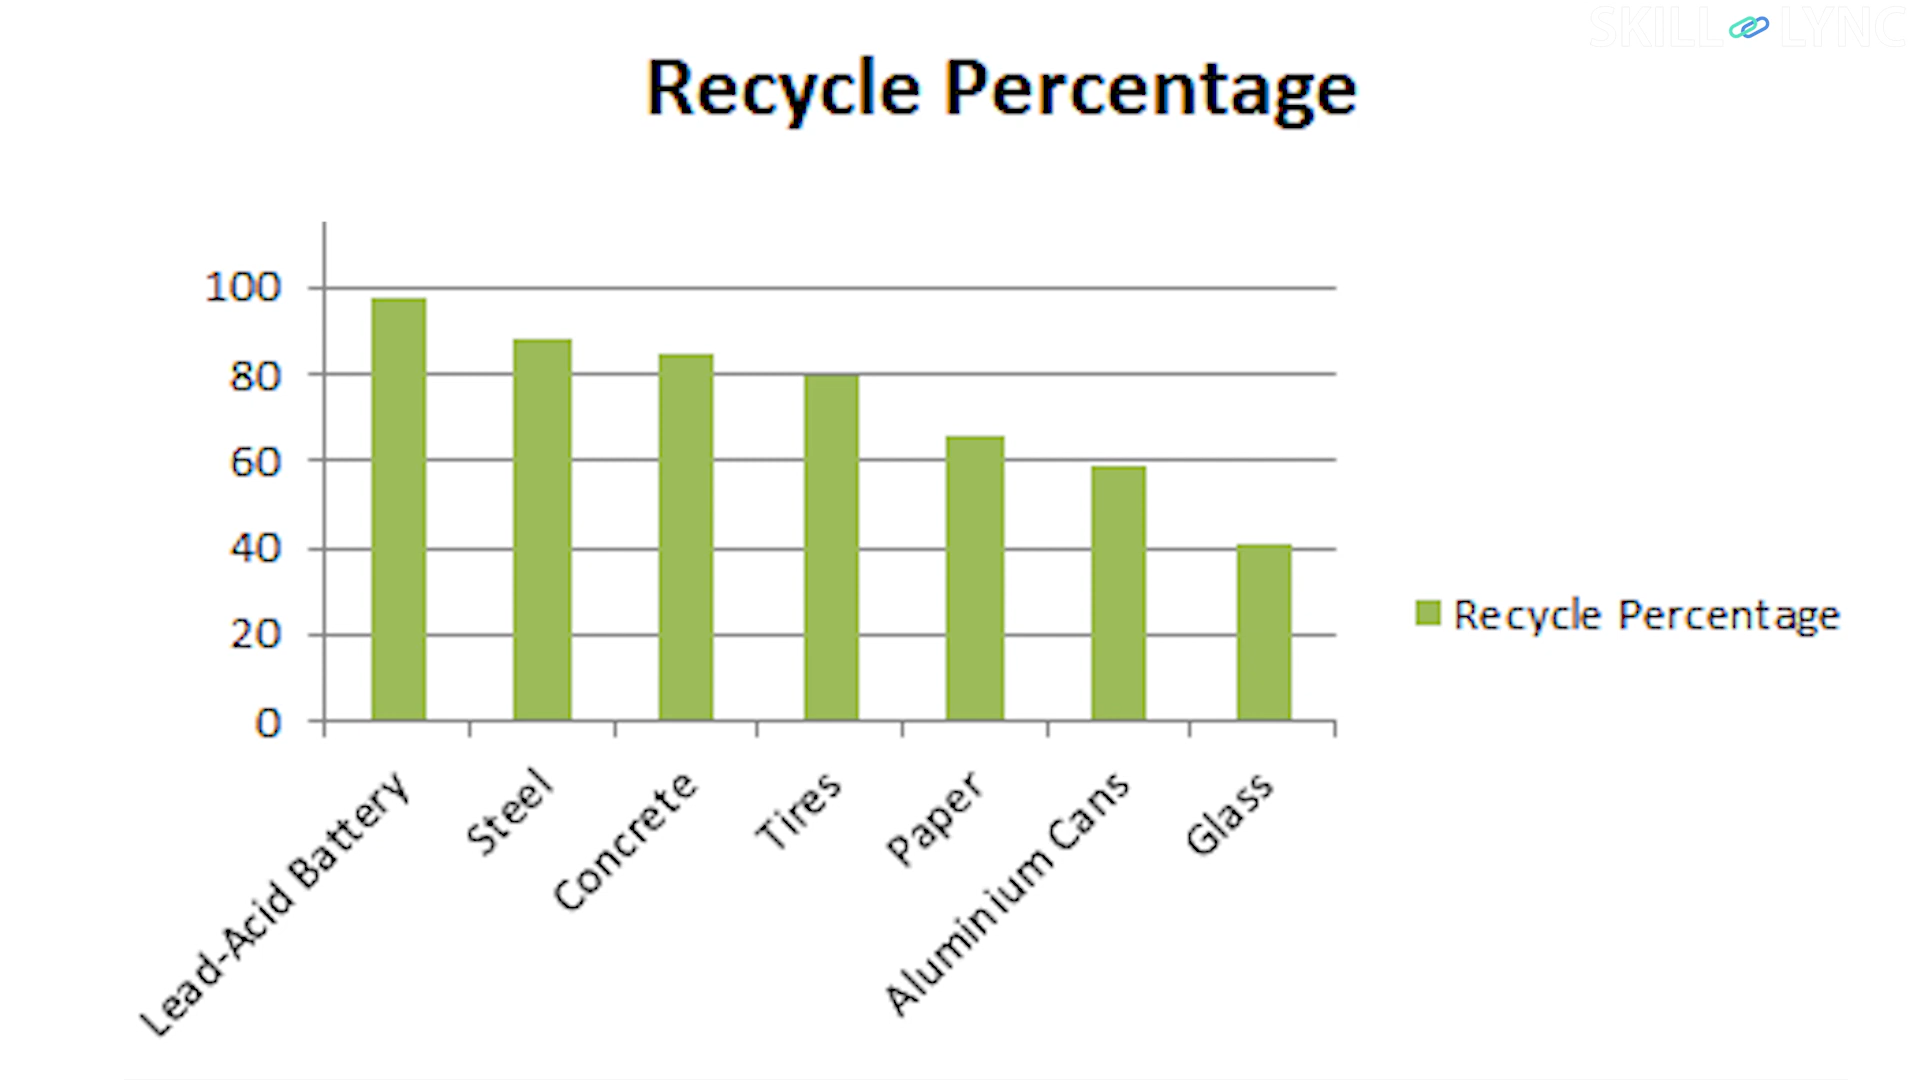 SKILL LYNC
Recycle Percentage
100
80
60
40
20
0
Lead-Acid Battery
Steel
Concrete
Tires
Paper
Aluminium Cans
Glass
Recycle Percentage